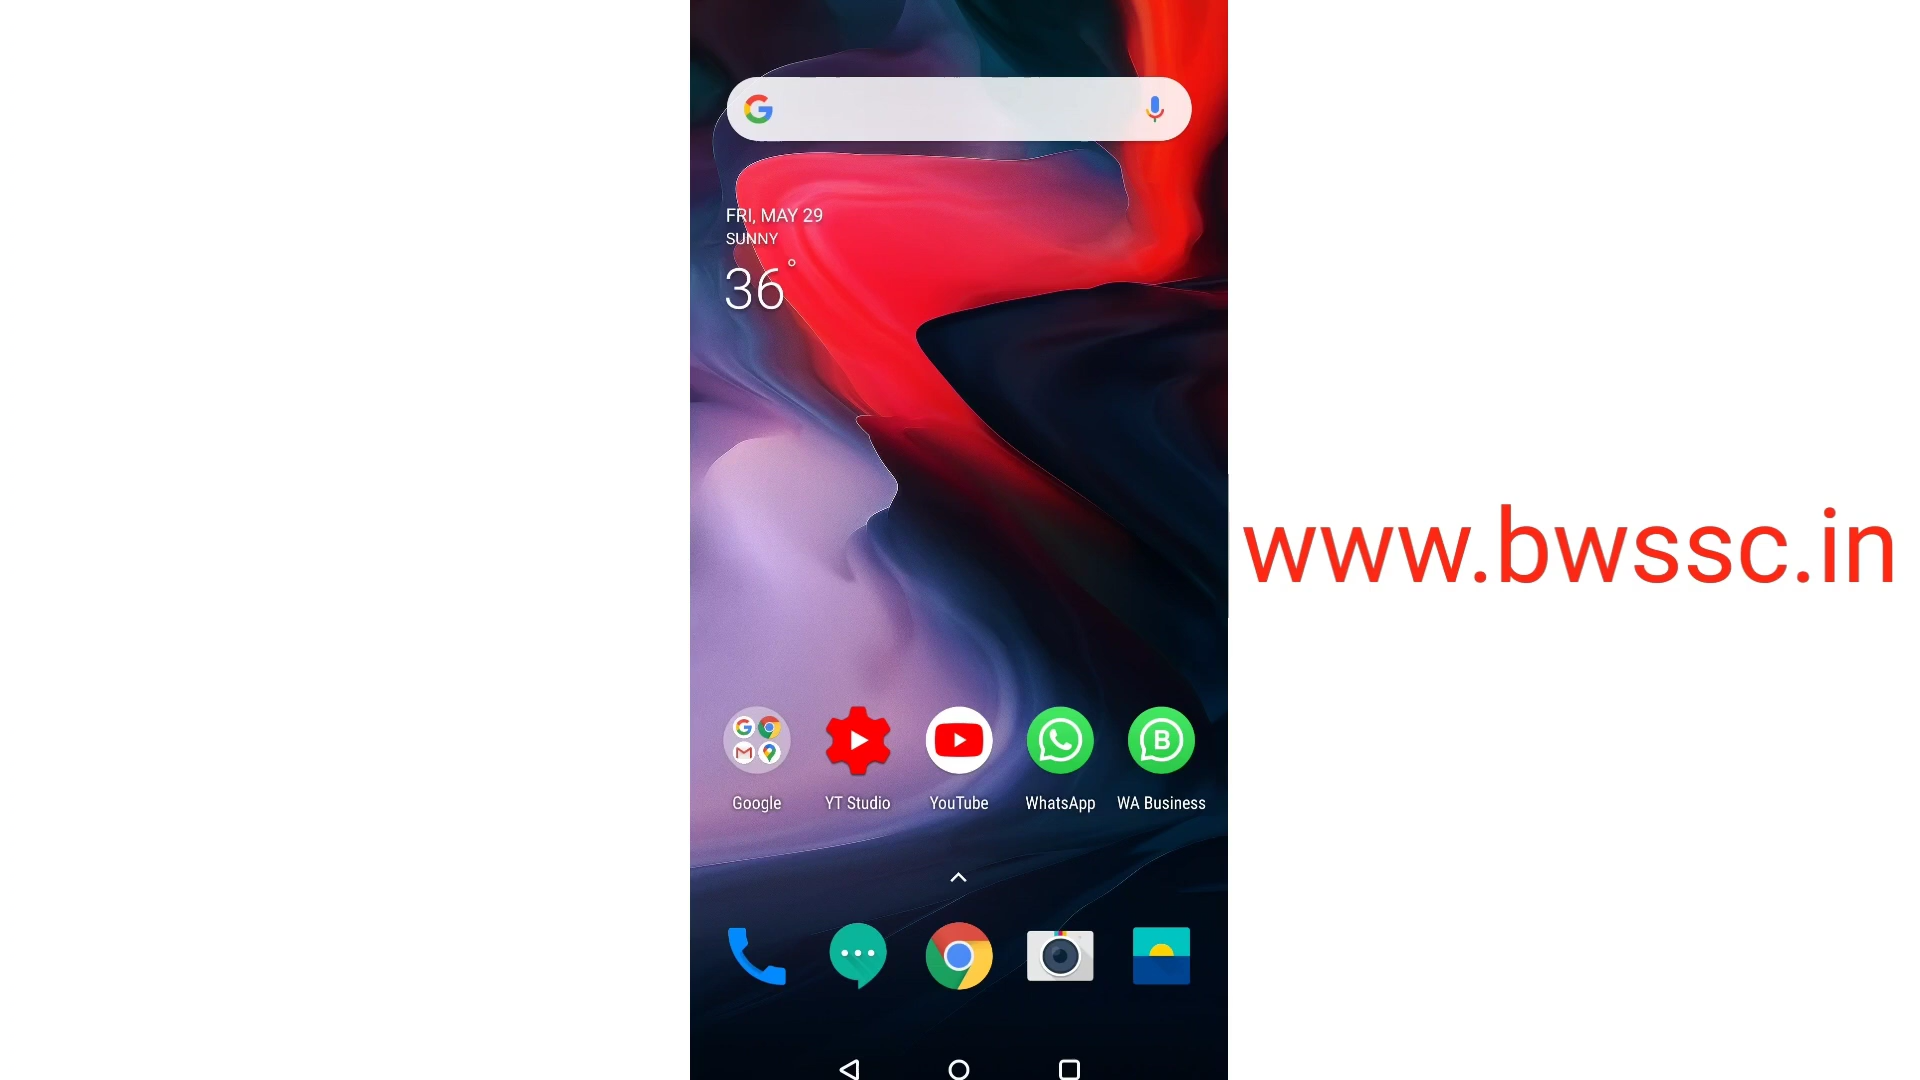 FRI, MAY 29
SUNNY
36°
www.bwssc.in
Google
YT Studio
YouTube
WhatsApp
WA Business